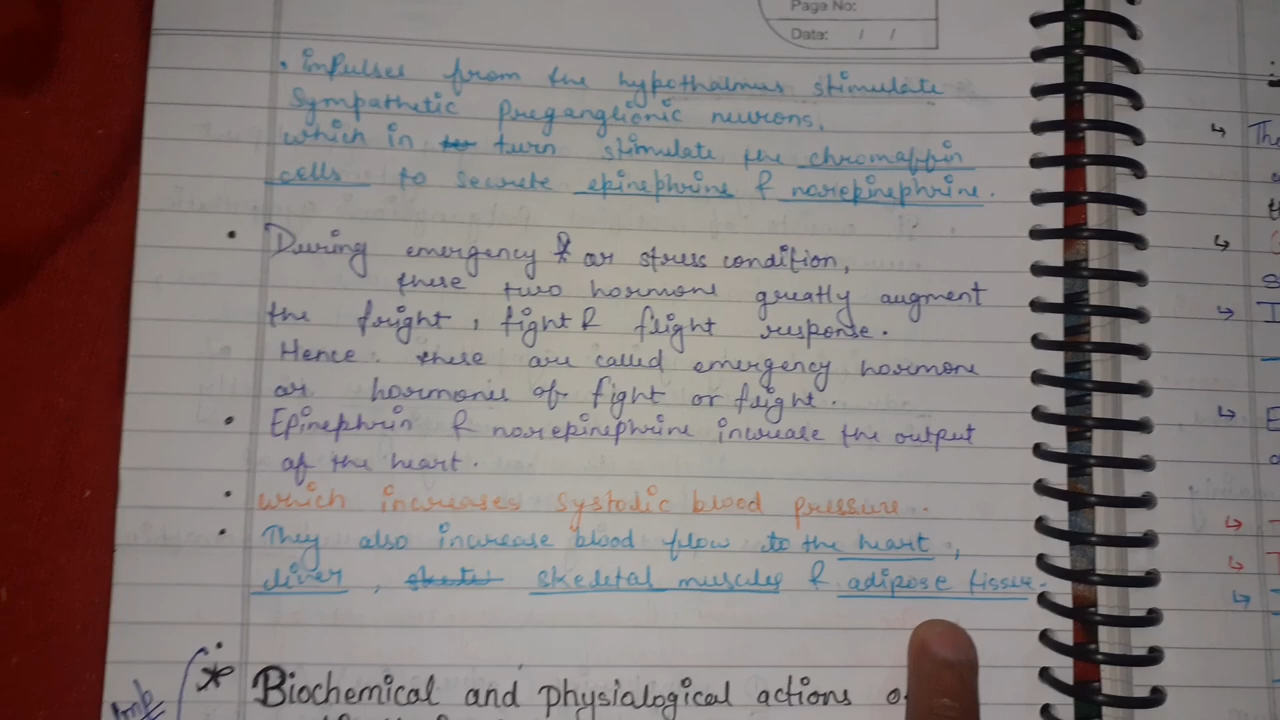 Page No:
Date: / /
• impulses from the hypothalmus stimulate
Sympathetic Preganglionic neurons,
which in turn stimulate the chromaffin
cells to secrete epinephrine & norepinephrine.
• During emergency or stress condition,
these two hormone greatly augment
the fright, fight & flight response.
Hence these are called emergency hormone
or hormones of fight or flight.
• Epinephrin & norepinephrine increase the output
of the heart.
• which increases systolic blood pressure.
• They also increase blood flow to the heart,
liver, skeletal muscles & adipose tissue.
Imp * Biochemical and physialogical actions